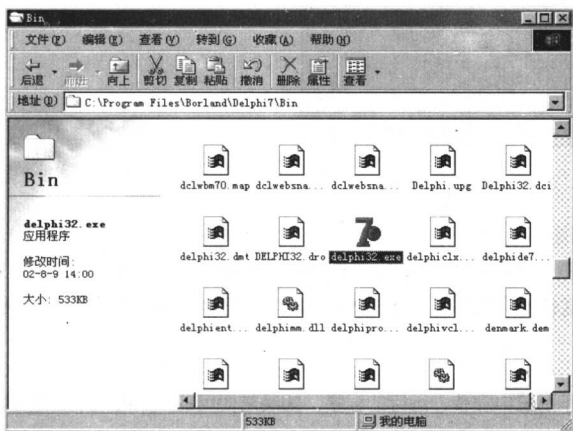 Bin
文件(F) 编辑(E) 查看(V) 转到(G) 收藏(A) 帮助(H)
后退 前进 向上 剪切 复制 粘贴 撤消 删除 属性 查看
地址(D) C:\Program Files\Borland\Delphi7\Bin
Bin
delphi32.exe
应用程序
修改时间:
02-8-9 14:00
大小: 533KB
dclwbm70.map dclwebsna... dclwebsna... Delphi.upg Delphi32.dci
delphi32.dmt DELPHI32.dro delphi32.exe delphiclx... delphide7...
delphient... delphimm.dll delphipro... delphivcl... denmark.dem
533KB 我的电脑